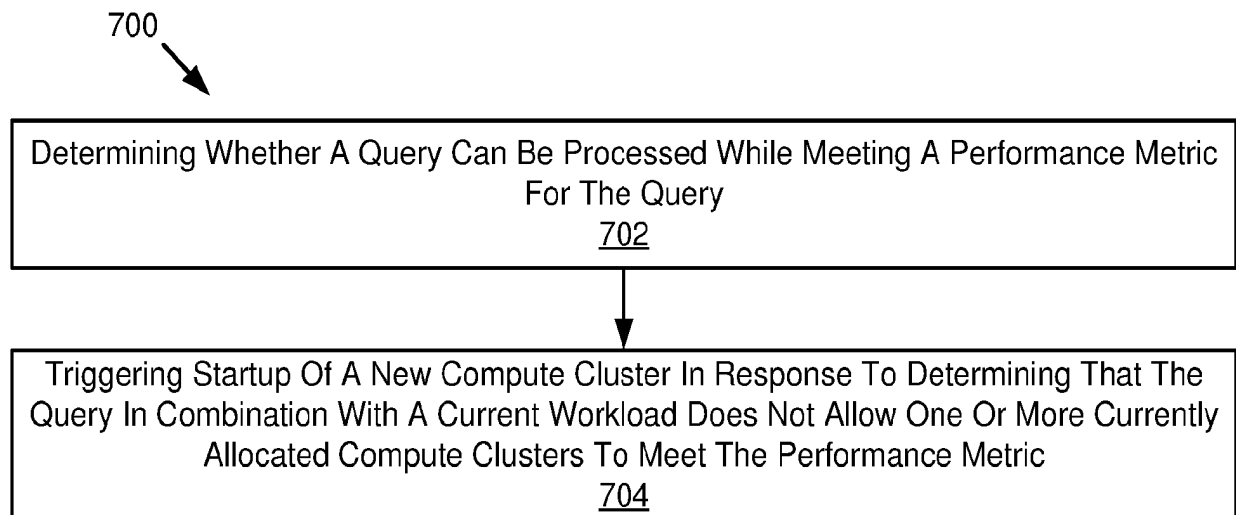 700
Determining Whether A Query Can Be Processed While Meeting A Performance Metric
For The Query
702
Triggering Startup Of A New Compute Cluster In Response To Determining That The
Query In Combination With A Current Workload Does Not Allow One Or More Currently
Allocated Compute Clusters To Meet The Performance Metric
704